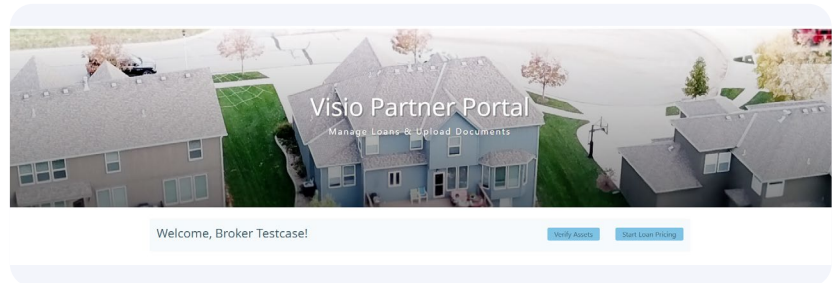 Visio Partner Portal
Manage Loans & Upload Documents
Welcome, Broker Testcase!
Verify Assets
Start Loan Pricing